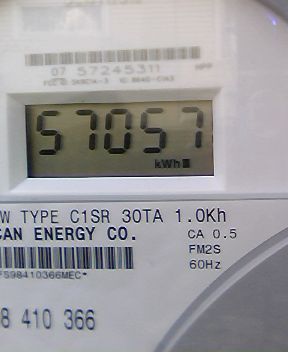 07 57245311
57057
kWh
W TYPE C1SR 30TA 1.0Kh
CAN ENERGY CO.
CA 0.5
FM2S
60Hz
FS98410366MEC*
8 410 366